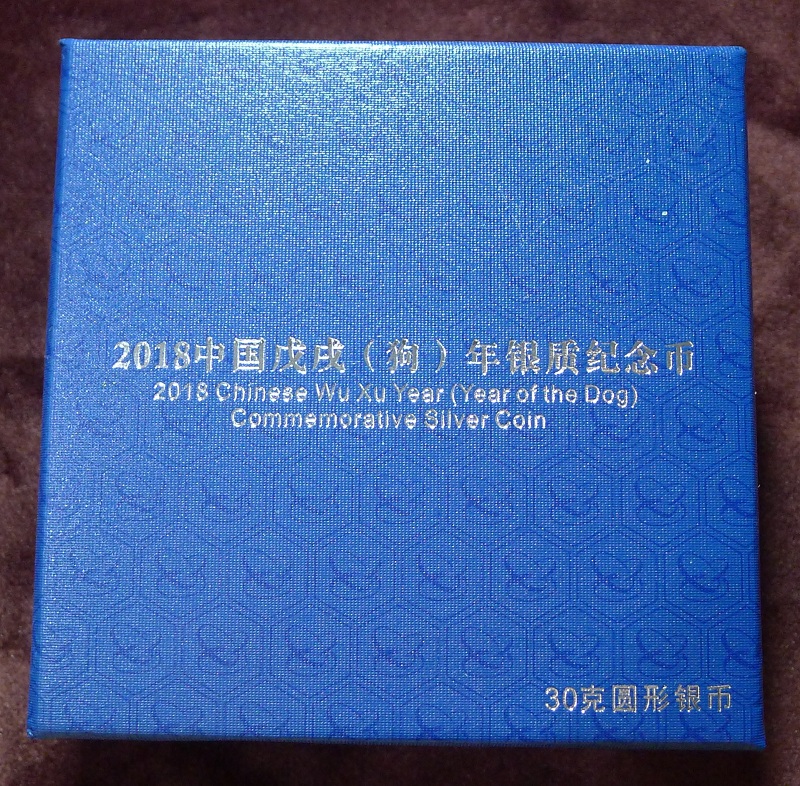 2018中国戊戌（狗）年银质纪念币
2018 Chinese Wu Xu Year (Year of the Dog)
Commemorative Silver Coin
30克圆形银币